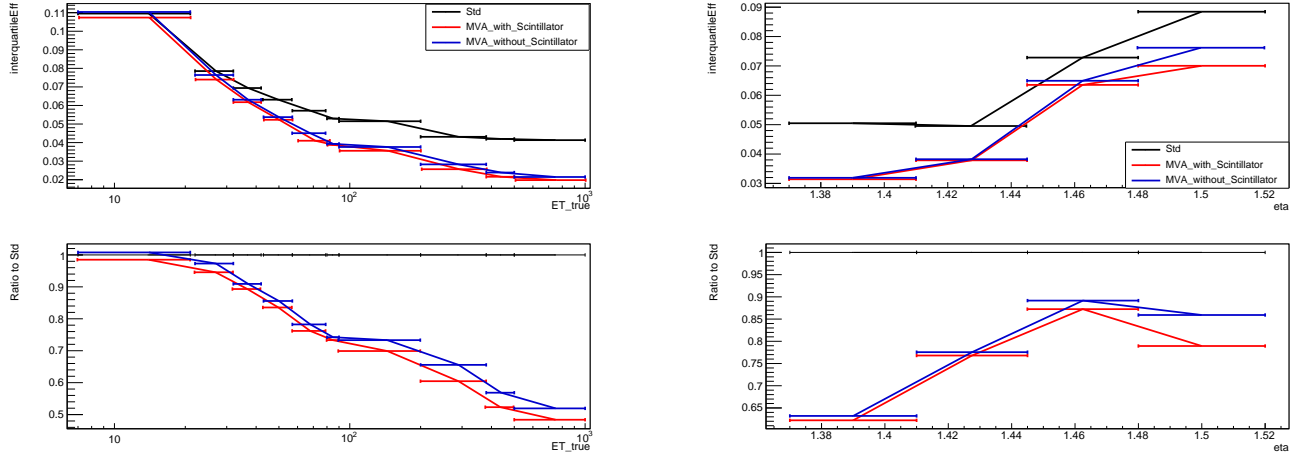 interquartileEff
0.11
0.1
0.09
0.08
0.07
0.06
0.05
0.04
0.03
0.02
Std
MVA_with_Scintillator
MVA_without_Scintillator
10
10²
10³
ET_true
interquartileEff
0.09
0.08
0.07
0.06
0.05
0.04
0.03
Std
MVA_with_Scintillator
MVA_without_Scintillator
1.38 1.4 1.42 1.44 1.46 1.48 1.5 1.52
eta
Ratio to Std
1
0.9
0.8
0.7
0.6
0.5
10
10²
10³
ET_true
Ratio to Std
1
0.95
0.9
0.85
0.8
0.75
0.7
0.65
1.38 1.4 1.42 1.44 1.46 1.48 1.5 1.52
eta